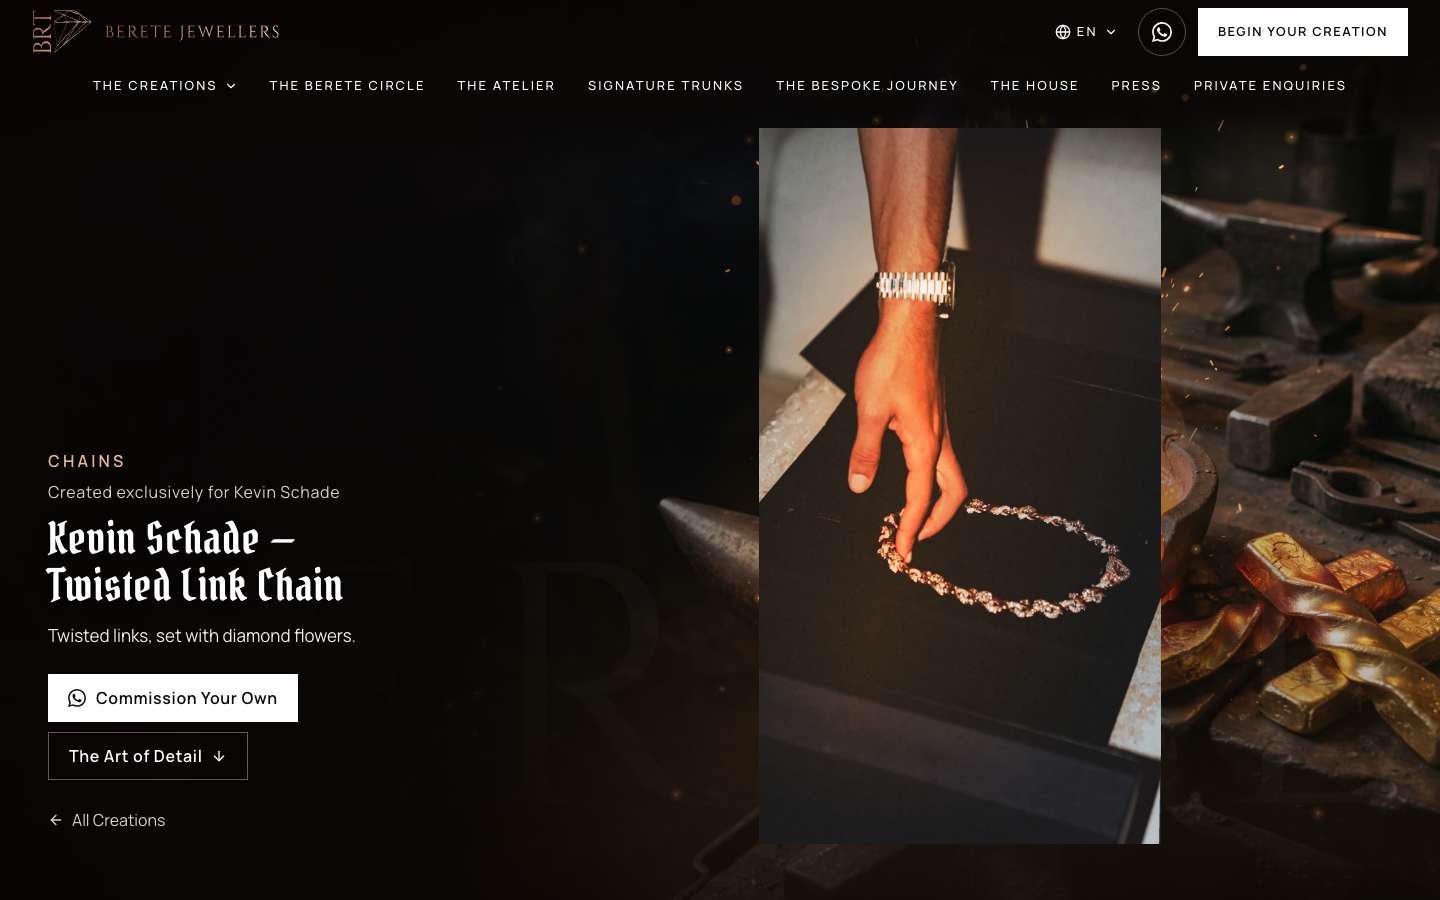 BRT
BERETE JEWELLERS
EN
BEGIN YOUR CREATION
THE CREATIONS
THE BERETE CIRCLE
THE ATELIER
SIGNATURE TRUNKS
THE BESPOKE JOURNEY
THE HOUSE
PRESS
PRIVATE ENQUIRIES
CHAINS
Created exclusively for Kevin Schade
Kevin Schade –
Twisted Link Chain
Twisted links, set with diamond flowers.
Commission Your Own
The Art of Detail
All Creations